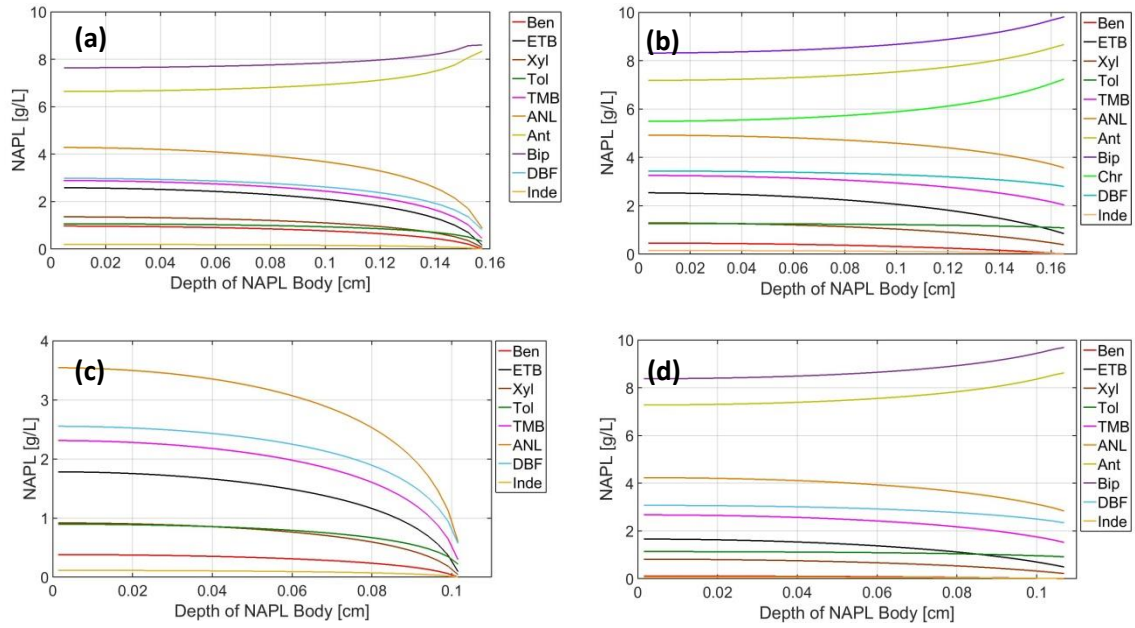 (a)
NAPL [g/L]
10
8
6
4
2
0
0 0.02 0.04 0.06 0.08 0.1 0.12 0.14 0.16
Depth of NAPL Body [cm]
Ben
ETB
Xyl
Tol
TMB
ANL
Ant
Bip
DBF
Inde
(b)
NAPL [g/L]
10
8
6
4
2
0
0 0.02 0.04 0.06 0.08 0.1 0.12 0.14 0.16
Depth of NAPL Body [cm]
Ben
ETB
Xyl
Tol
TMB
ANL
Ant
Bip
Chr
DBF
Inde
(c)
NAPL [g/L]
4
3
2
1
0
0 0.02 0.04 0.06 0.08 0.1
Depth of NAPL Body [cm]
Ben
ETB
Xyl
Tol
TMB
ANL
DBF
Inde
(d)
NAPL [g/L]
10
8
6
4
2
0
0 0.02 0.04 0.06 0.08 0.1
Depth of NAPL Body [cm]
Ben
ETB
Xyl
Tol
TMB
ANL
Ant
Bip
DBF
Inde